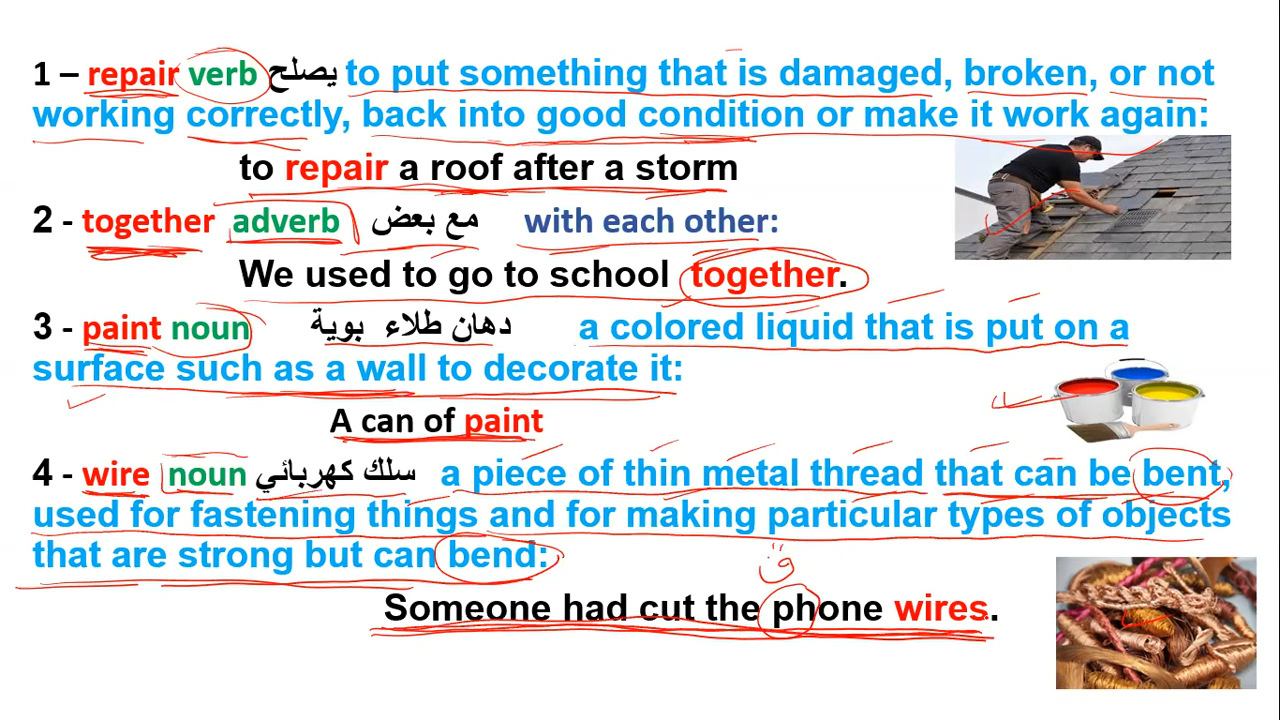 1 – repair verb يصلح to put something that is damaged, broken, or not
working correctly, back into good condition or make it work again:
to repair a roof after a storm
2 - together adverb مع بعض with each other:
We used to go to school together.
3 - paint noun دهان طلاء بوية a colored liquid that is put on a
surface such as a wall to decorate it:
A can of paint
4 - wire noun سلك كهربائي a piece of thin metal thread that can be bent,
used for fastening things and for making particular types of objects
that are strong but can bend:
Someone had cut the phone wires.